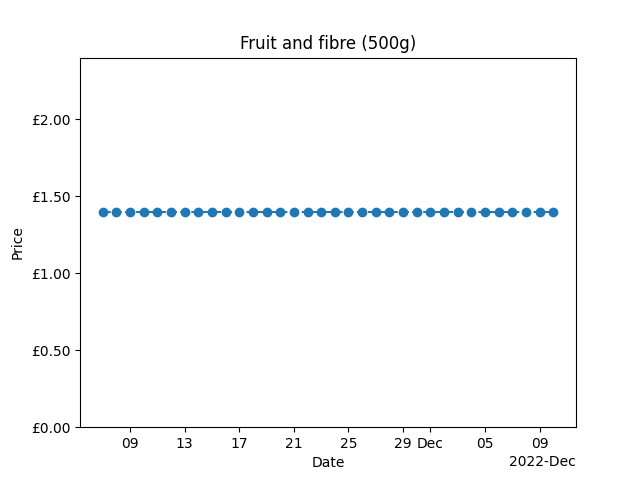 Fruit and fibre (500g)
£2.00
£1.50
£1.00
£0.50
£0.00
Price
09 13 17 21 25 29 Dec 05 09
Date
2022-Dec